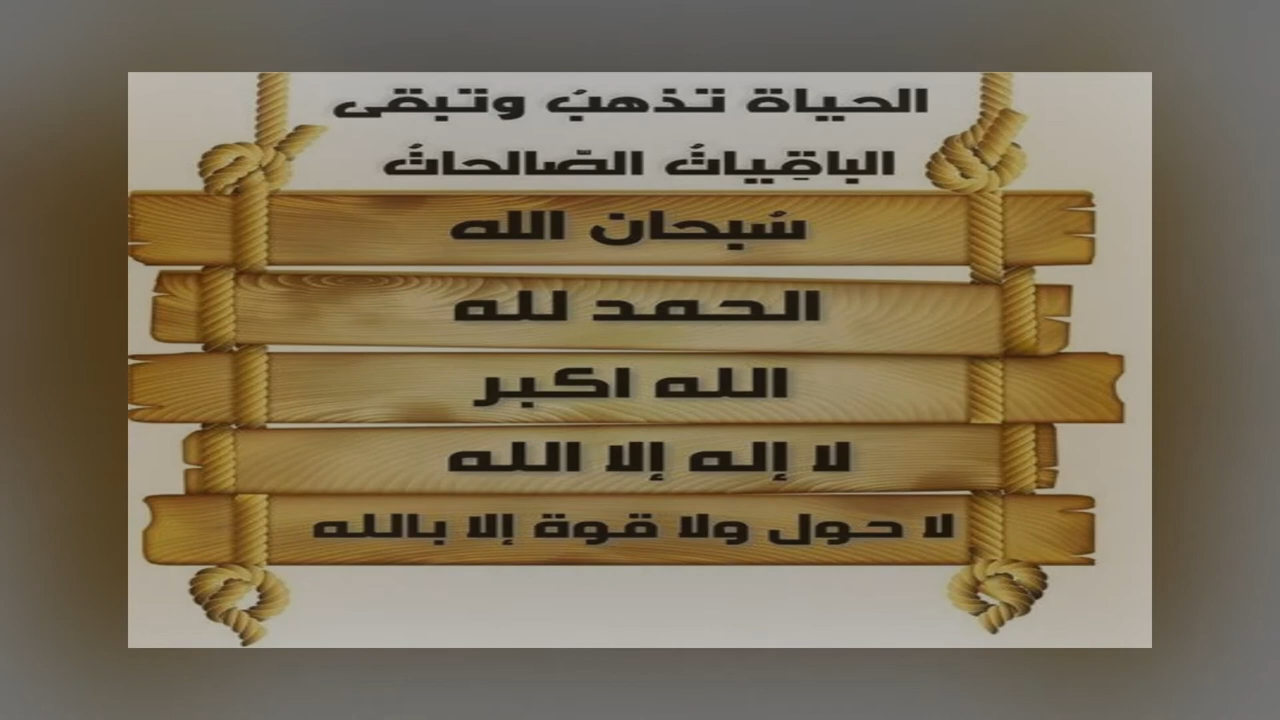 الحياة تذهبُ وتبقى
الباقِياتُ الصّالحاتُ
سُبحان الله
الحمد لله
الله اكبر
لا إله إلا الله
لا حول ولا قوة إلا بالله